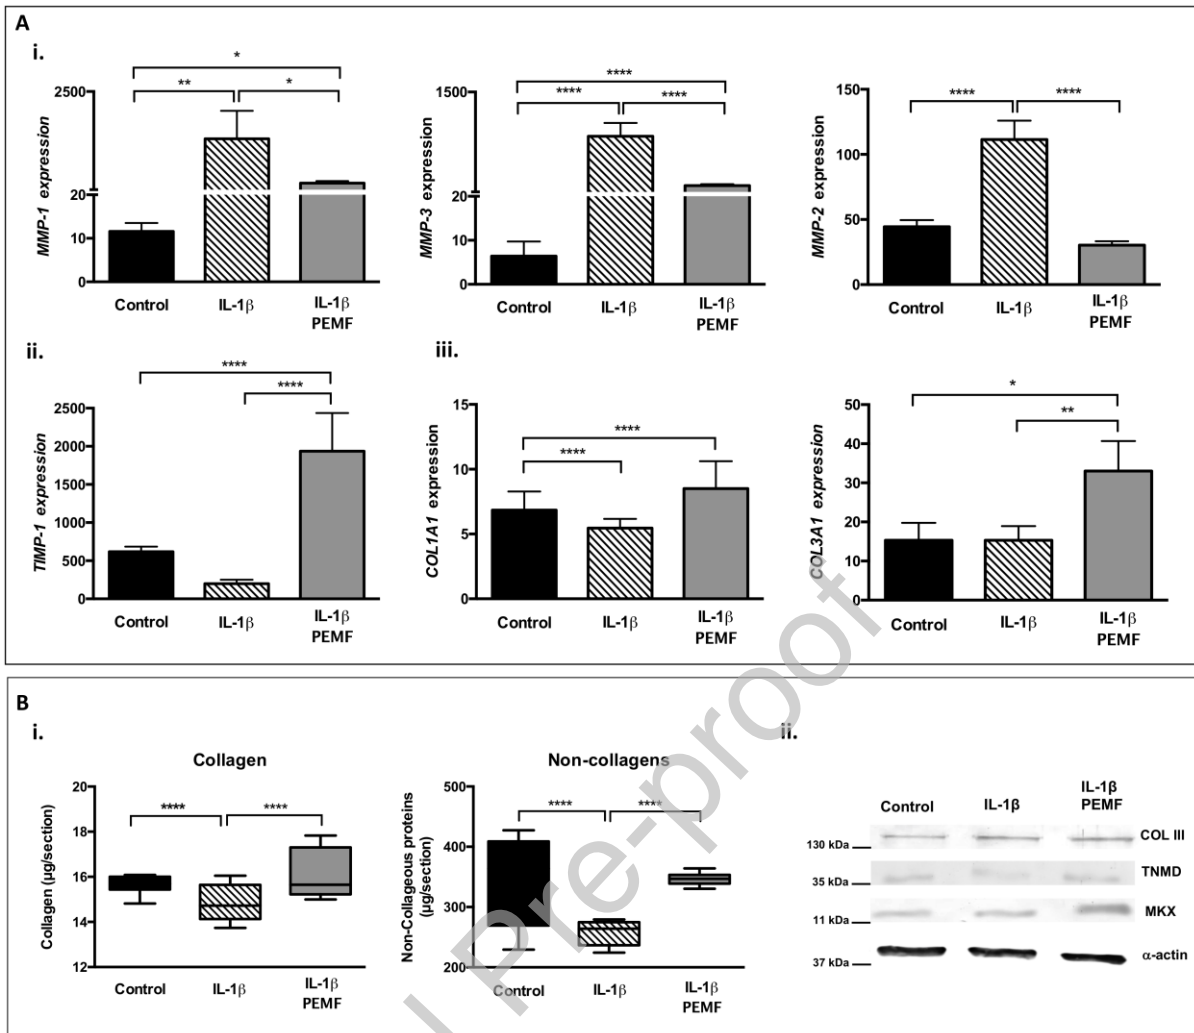 A
i.
*
** *
2500
20
10
0
MMP-1 expression
Control IL-1β IL-1β
PEMF
****
**** ****
1500
20
10
0
MMP-3 expression
Control IL-1β IL-1β
PEMF
**** ****
150
100
50
0
MMP-2 expression
Control IL-1β IL-1β
PEMF
ii.
****
****
2500
2000
1500
1000
500
0
TIMP-1 expression
Control IL-1β IL-1β
PEMF
iii.
****
****
15
10
5
0
COL1A1 expression
Control IL-1β IL-1β
PEMF
*
**
50
40
30
20
10
0
COL3A1 expression
Control IL-1β IL-1β
PEMF
B
i.
Collagen
**** ****
20
18
16
14
12
Collagen (µg/section)
Control IL-1β IL-1β
PEMF
Non-collagens
**** ****
500
400
300
200
Non-Collageous proteins
(µg/section)
Control IL-1β IL-1β
PEMF
ii.
Control IL-1β IL-1β
PEMF
130 kDa COL III
35 kDa TNMD
11 kDa MKX
37 kDa α-actin
Pre-proof